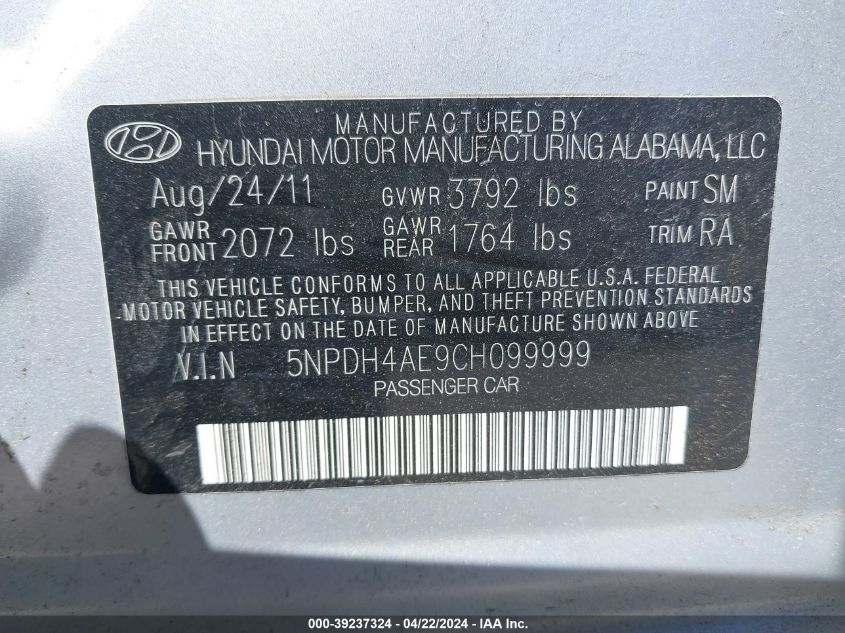 MANUFACTURED BY
HYUNDAI MOTOR MANUFACTURING ALABAMA, LLC
Aug/24/11 GVWR 3792 lbs PAINT SM
GAWR FRONT 2072 lbs GAWR REAR 1764 lbs TRIM RA
THIS VEHICLE CONFORMS TO ALL APPLICABLE U.S.A. FEDERAL
MOTOR VEHICLE SAFETY, BUMPER, AND THEFT PREVENTION STANDARDS
IN EFFECT ON THE DATE OF MANUFACTURE SHOWN ABOVE
V.I.N 5NPDH4AE9CH099999
PASSENGER CAR
000-39237324 - 04/22/2024 - IAA Inc.